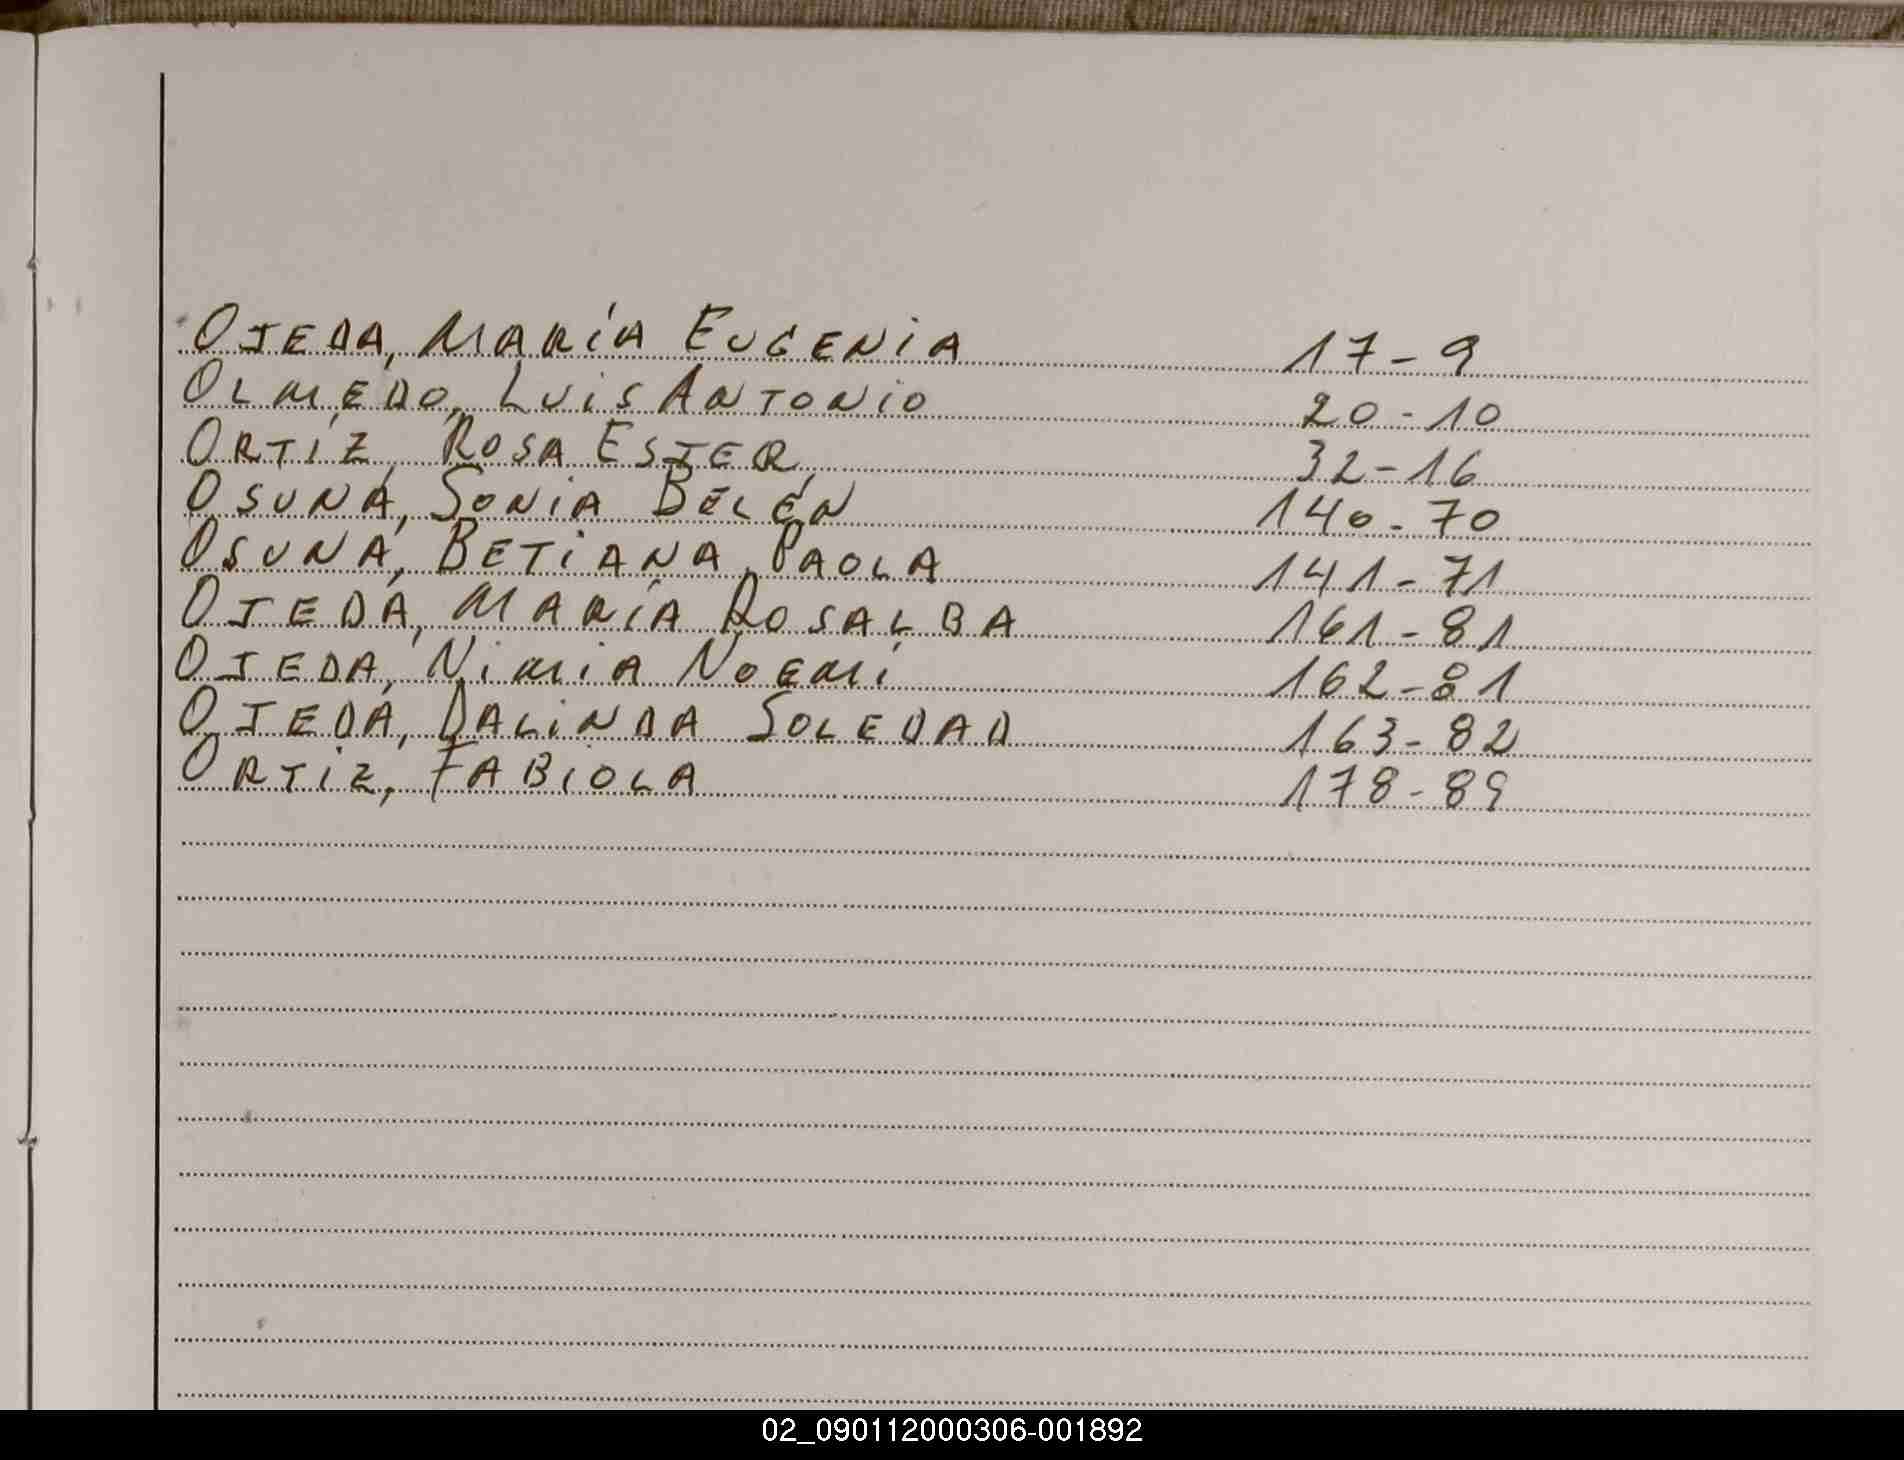 OJEDA, MARÍA EUGENIA 17-9
OLMEDO, LUIS ANTONIO 20-10
ORTÍZ, ROSA ESTER, 32-16
OSUNA, SONIA BELÉN 140-70
OSUNA, BETIANA PAOLA 141-71
OJEDA, MARÍA ROSALBA 161-81
OJEDA, NIMIA NOEMÍ 162-81
OJEDA, DALINDA SOLEDAD 163-82
ORTIZ, FABIOLA 178-89
02_090112000306-001892